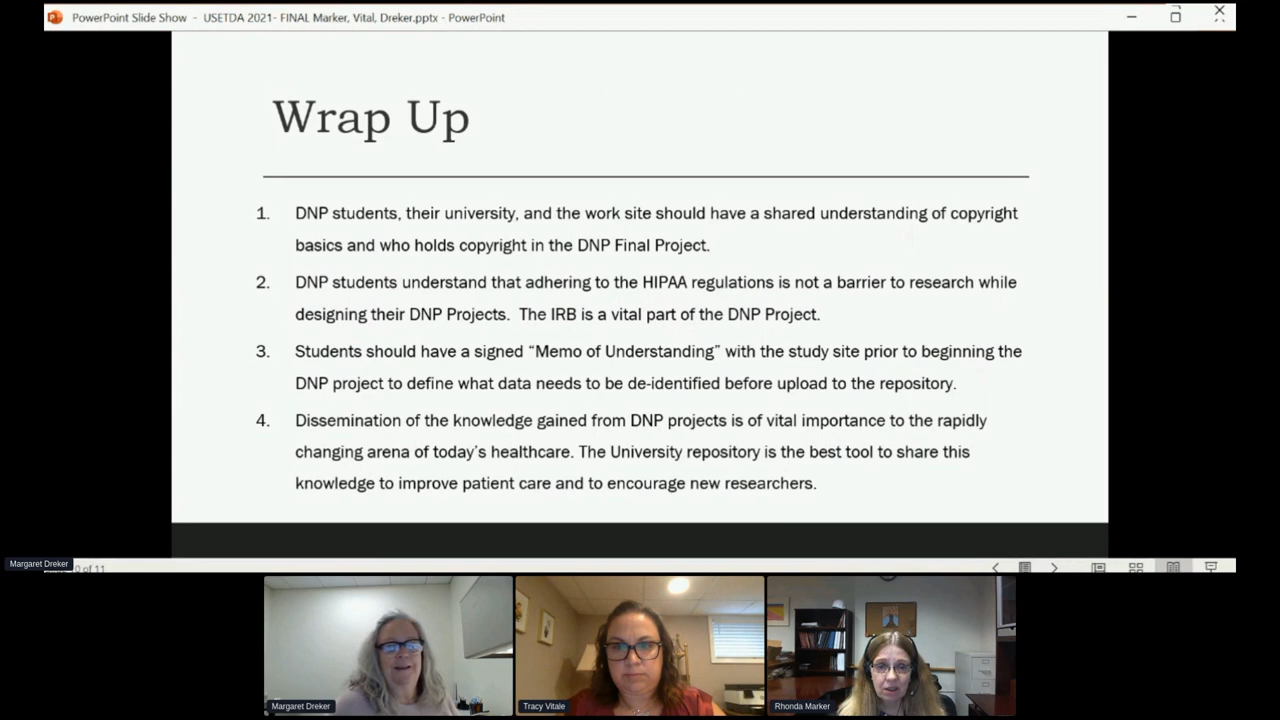 PowerPoint Slide Show - USETDA 2021- FINAL Marker, Vital, Dreker.pptx - PowerPoint
Wrap Up
1. DNP students, their university, and the work site should have a shared understanding of copyright
basics and who holds copyright in the DNP Final Project.
2. DNP students understand that adhering to the HIPAA regulations is not a barrier to research while
designing their DNP Projects. The IRB is a vital part of the DNP Project.
3. Students should have a signed “Memo of Understanding” with the study site prior to beginning the
DNP project to define what data needs to be de-identified before upload to the repository.
4. Dissemination of the knowledge gained from DNP projects is of vital importance to the rapidly
changing arena of today’s healthcare. The University repository is the best tool to share this
knowledge to improve patient care and to encourage new researchers.
Margaret Dreker
of 11
Margaret Dreker
Tracy Vitale
Rhonda Marker